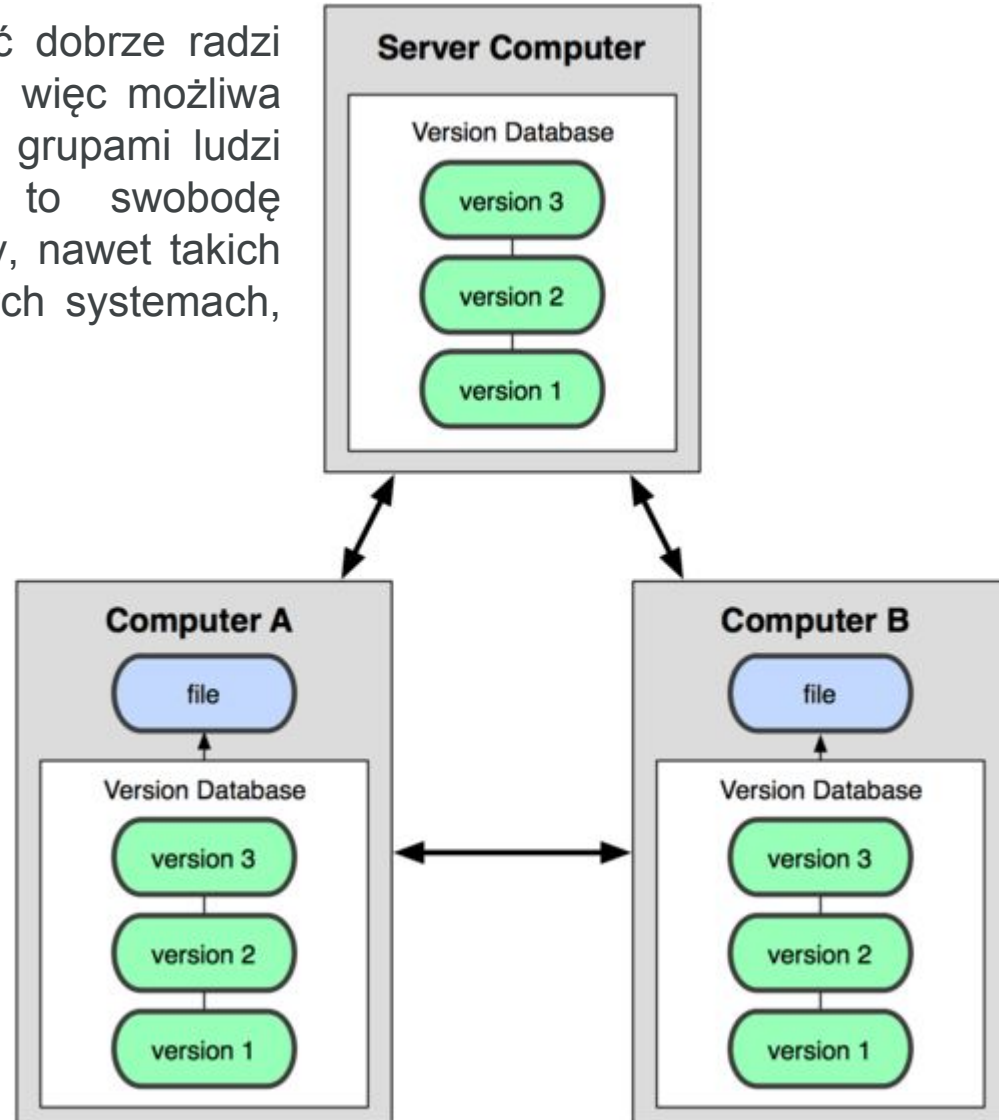 ć dobrze radzi
więc możliwa
grupami ludzi
to swobodę
, nawet takich
ch systemach,
Server Computer
Version Database
version 3
version 2
version 1
Computer A
file
Version Database
version 3
version 2
version 1
Computer B
file
Version Database
version 3
version 2
version 1